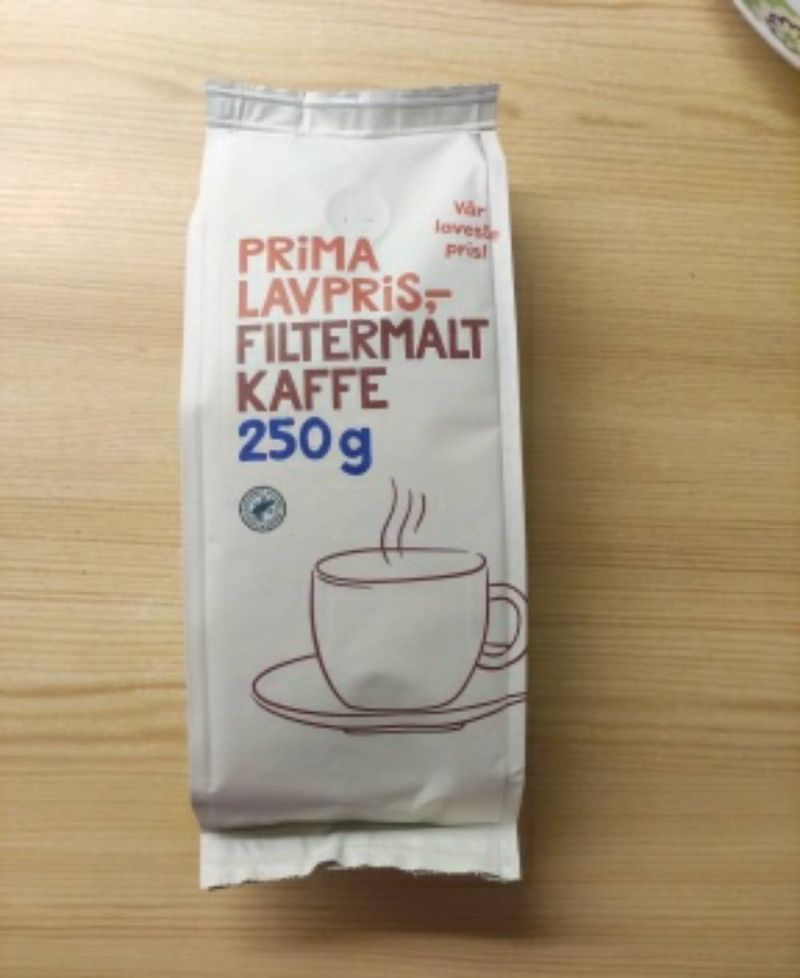 Vår
laveste
pris!
PRiMA
LAVPRiS,-
FILTERMALT
KAFFE
250g